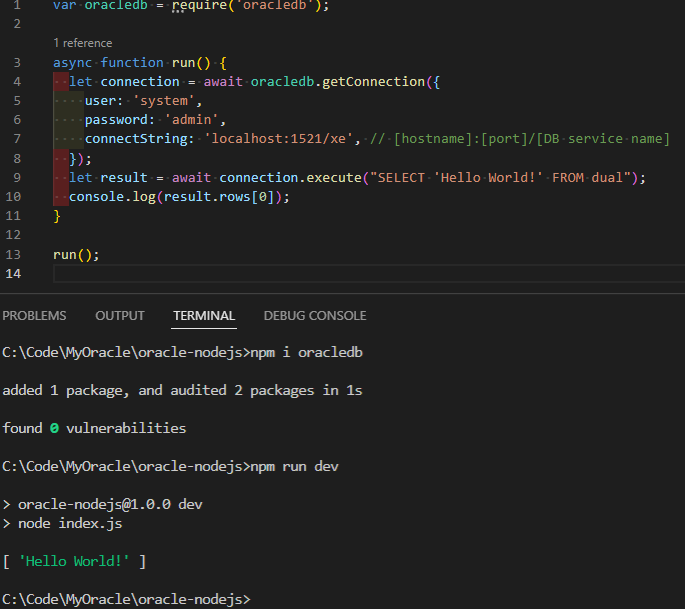 1 var oracledb = require('oracledb');
2
1 reference
3 async function run() {
4 let connection = await oracledb.getConnection({
5 user: 'system',
6 password: 'admin',
7 connectString: 'localhost:1521/xe', // [hostname]:[port]/[DB service name]
8 });
9 let result = await connection.execute("SELECT 'Hello World!' FROM dual");
10 console.log(result.rows[0]);
11 }
12
13 run();
14
PROBLEMS OUTPUT TERMINAL DEBUG CONSOLE
C:\Code\MyOracle\oracle-nodejs>npm i oracledb
added 1 package, and audited 2 packages in 1s
found 0 vulnerabilities
C:\Code\MyOracle\oracle-nodejs>npm run dev
> oracle-nodejs@1.0.0 dev
> node index.js
[ 'Hello World!' ]
C:\Code\MyOracle\oracle-nodejs>